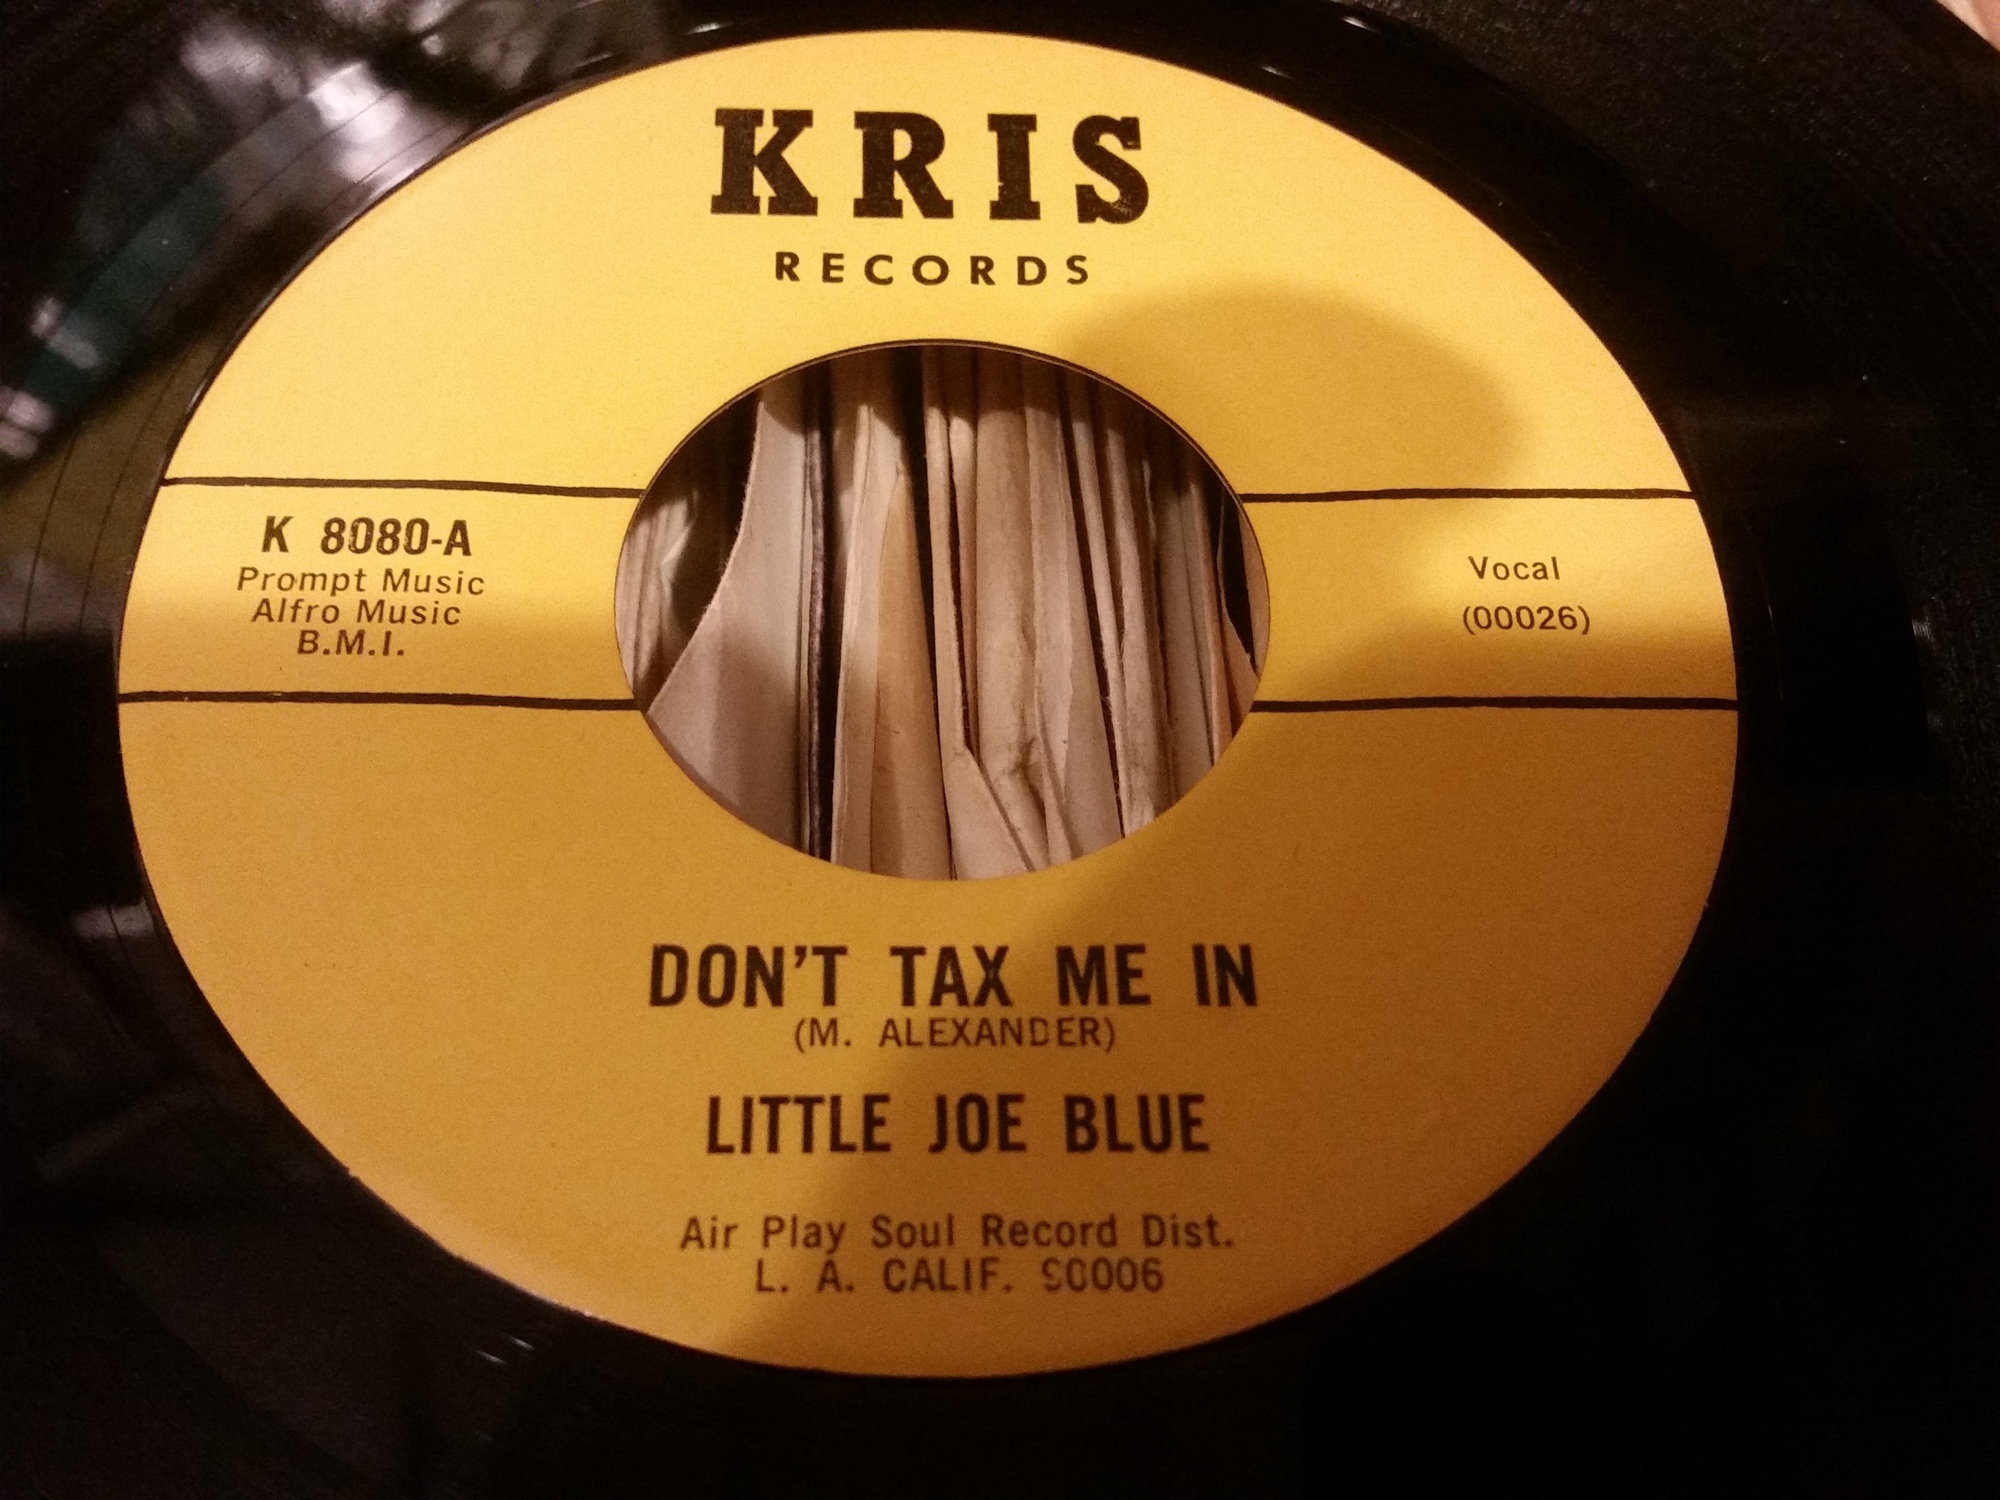 KRIS
RECORDS
K 8080-A
Prompt Music
Alfro Music
B.M.I.
Vocal
(00026)
DON'T TAX ME IN
(M. ALEXANDER)
LITTLE JOE BLUE
Air Play Soul Record Dist.
L. A. CALIF. 90006